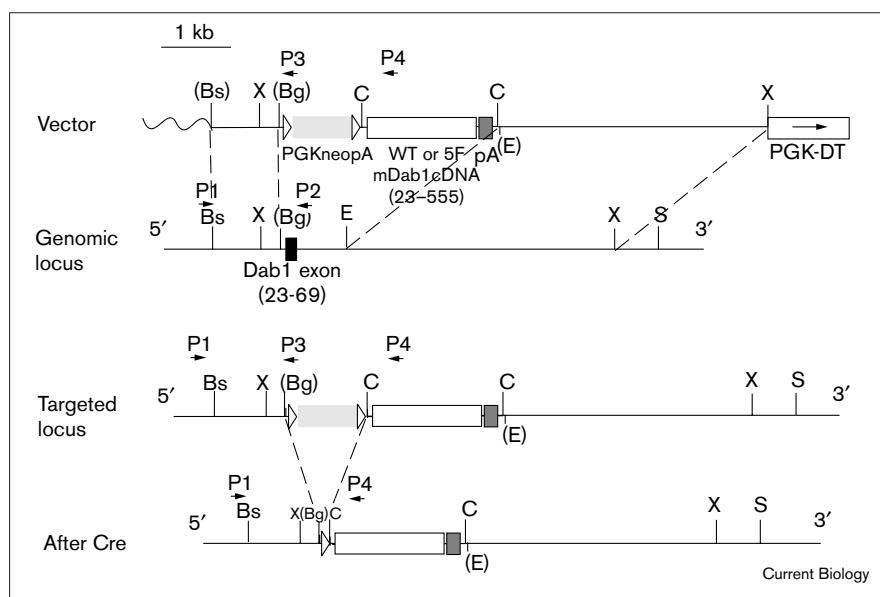 1 kb
P3 P4
(Bs) X (Bg) C C X
Vector
PGKneopA WT or 5F pA (E) PGK-DT
mDab1cDNA
(23–555)
P1 P2
Bs X (Bg) E X S
5′ 3′
Genomic
locus
Dab1 exon
(23-69)
P1 P3 P4
Bs X (Bg) C C X S
5′ 3′
Targeted
locus
(E)
P1 P4
Bs X(Bg)C C X S
5′ 3′
After Cre
(E)
Current Biology